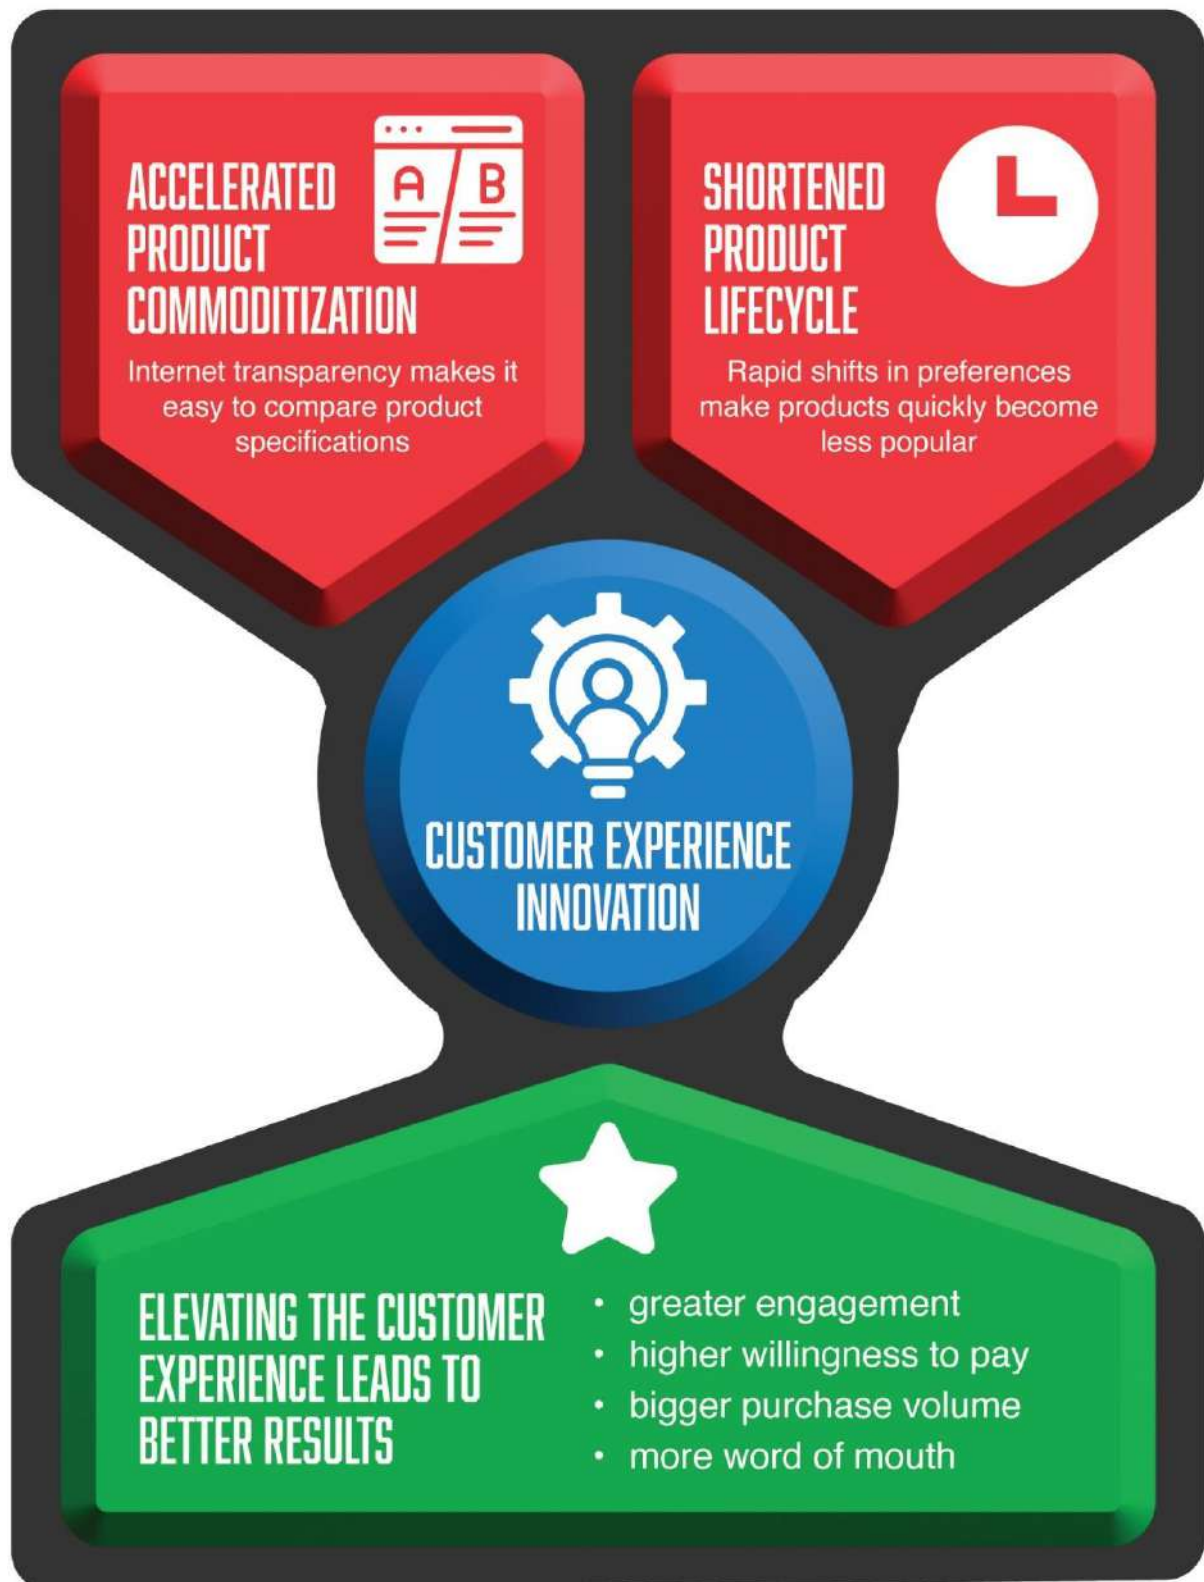 ACCELERATED
PRODUCT
COMMODITIZATION
A B
Internet transparency makes it
easy to compare product
specifications
SHORTENED
PRODUCT
LIFECYCLE
Rapid shifts in preferences
make products quickly become
less popular
CUSTOMER EXPERIENCE
INNOVATION
ELEVATING THE CUSTOMER
EXPERIENCE LEADS TO
BETTER RESULTS
• greater engagement
• higher willingness to pay
• bigger purchase volume
• more word of mouth